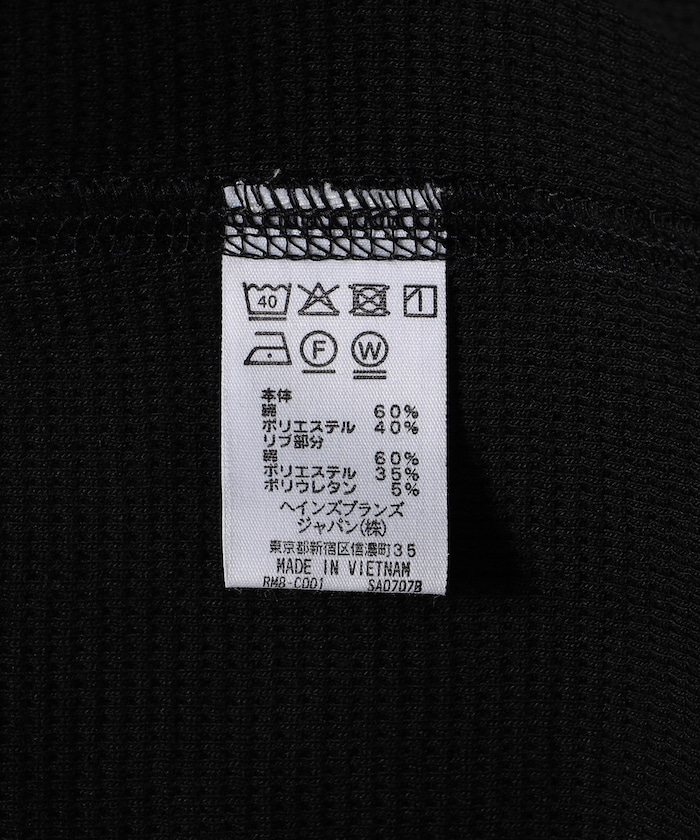 40
F W
本体
綿 60%
ポリエステル 40%
リブ部分
綿 60%
ポリエステル 35%
ポリウレタン 5%
ヘインズブランズ
ジャパン(株)
東京都新宿区信濃町35
MADE IN VIETNAM
RM8-C001 SA0707B